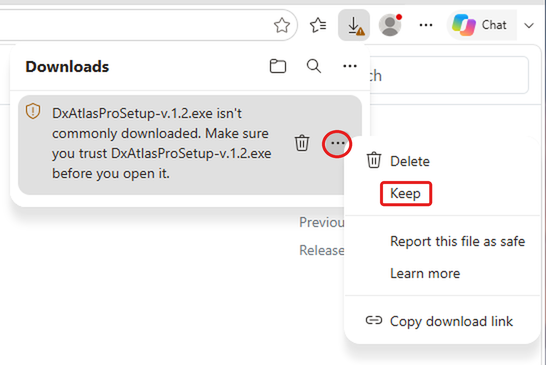 Chat
Downloads
ch
DxAtlasProSetup-v.1.2.exe isn't
commonly downloaded. Make sure
you trust DxAtlasProSetup-v.1.2.exe
before you open it.
Delete
Keep
Previou
Report this file as safe
Release
Learn more
Copy download link